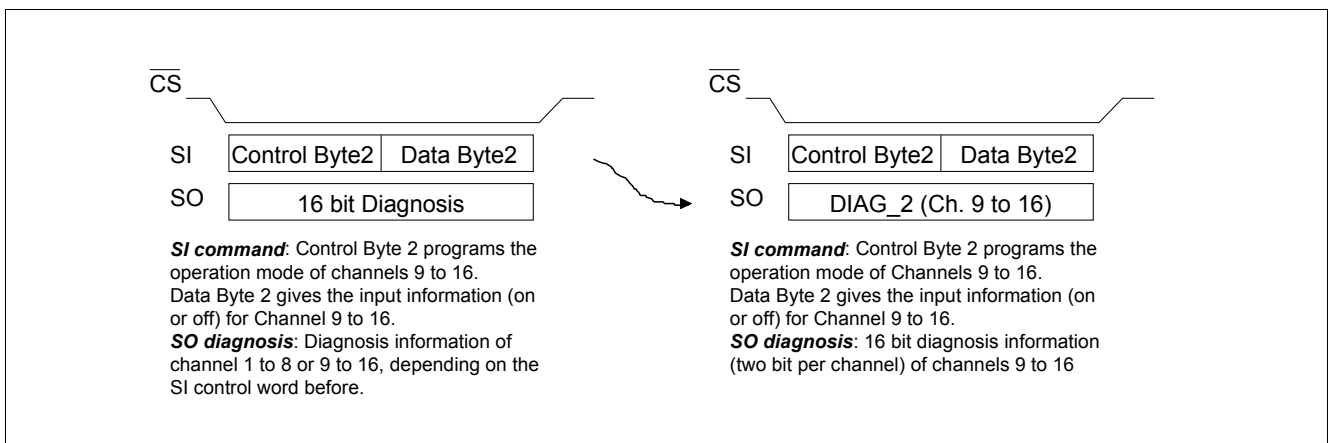 CS
SI Control Byte2 Data Byte2
SO 16 bit Diagnosis
SI command: Control Byte 2 programs the
operation mode of channels 9 to 16.
Data Byte 2 gives the input information (on
or off) for Channel 9 to 16.
SO diagnosis: Diagnosis information of
channel 1 to 8 or 9 to 16, depending on the
SI control word before.
CS
SI Control Byte2 Data Byte2
SO DIAG_2 (Ch. 9 to 16)
SI command: Control Byte 2 programs the
operation mode of Channels 9 to 16.
Data Byte 2 gives the input information (on
or off) for Channel 9 to 16.
SO diagnosis: 16 bit diagnosis information
(two bit per channel) of channels 9 to 16